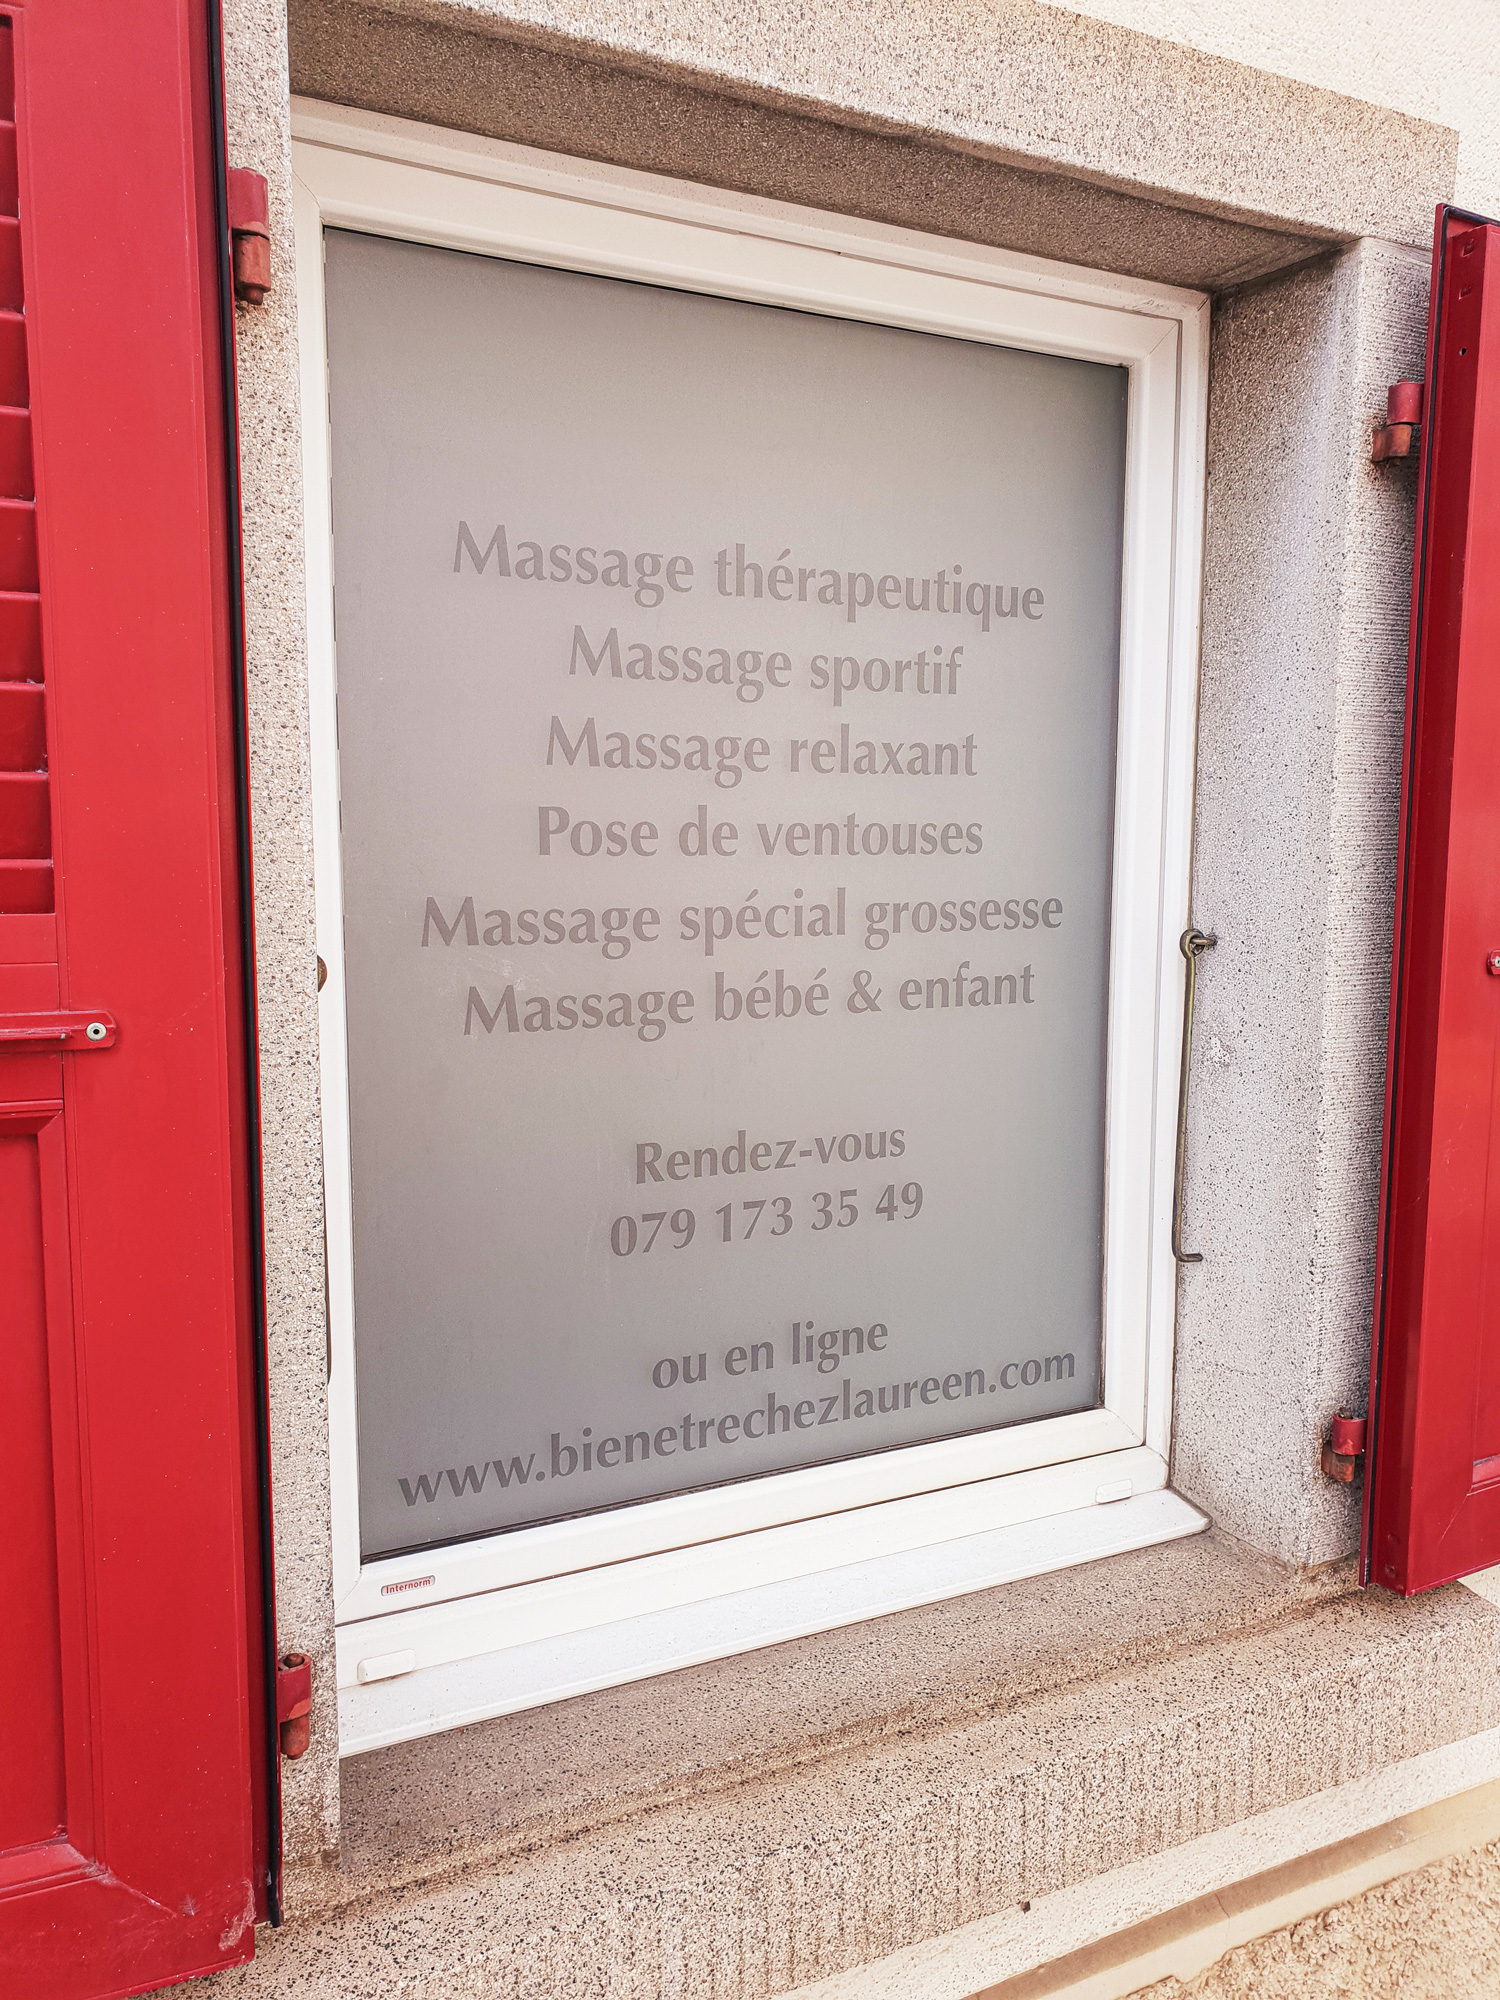 Massage thérapeutique
Massage sportif
Massage relaxant
Pose de ventouses
Massage spécial grossesse
Massage bébé & enfant
Rendez-vous
079 173 35 49
ou en ligne
www.bienetrechezlaureen.com
Internorm